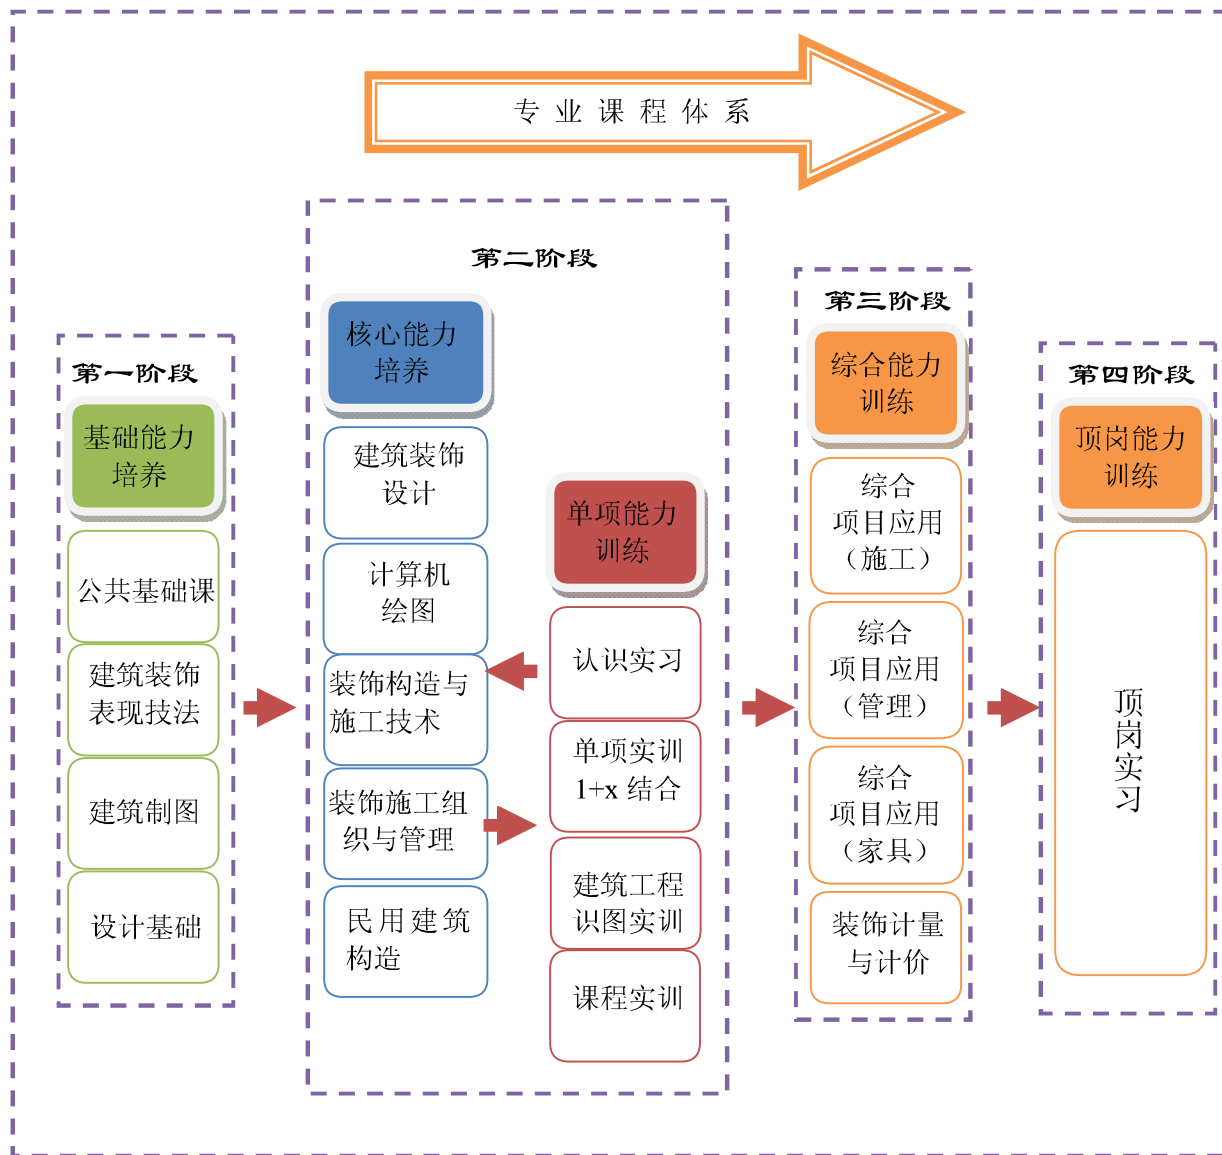 专业课程体系
第一阶段
基础能力
培养
公共基础课
建筑装饰
表现技法
建筑制图
设计基础
第二阶段
核心能力
培养
建筑装饰
设计
计算机
绘图
装饰构造与
施工技术
装饰施工组
织与管理
民用建筑
构造
单项能力
训练
认识实习
单项实训
1+x 结合
建筑工程
识图实训
课程实训
第三阶段
综合能力
训练
综合
项目应用
（施工）
综合
项目应用
（管理）
综合
项目应用
（家具）
装饰计量
与计价
第四阶段
顶岗能力
训练
顶岗实习